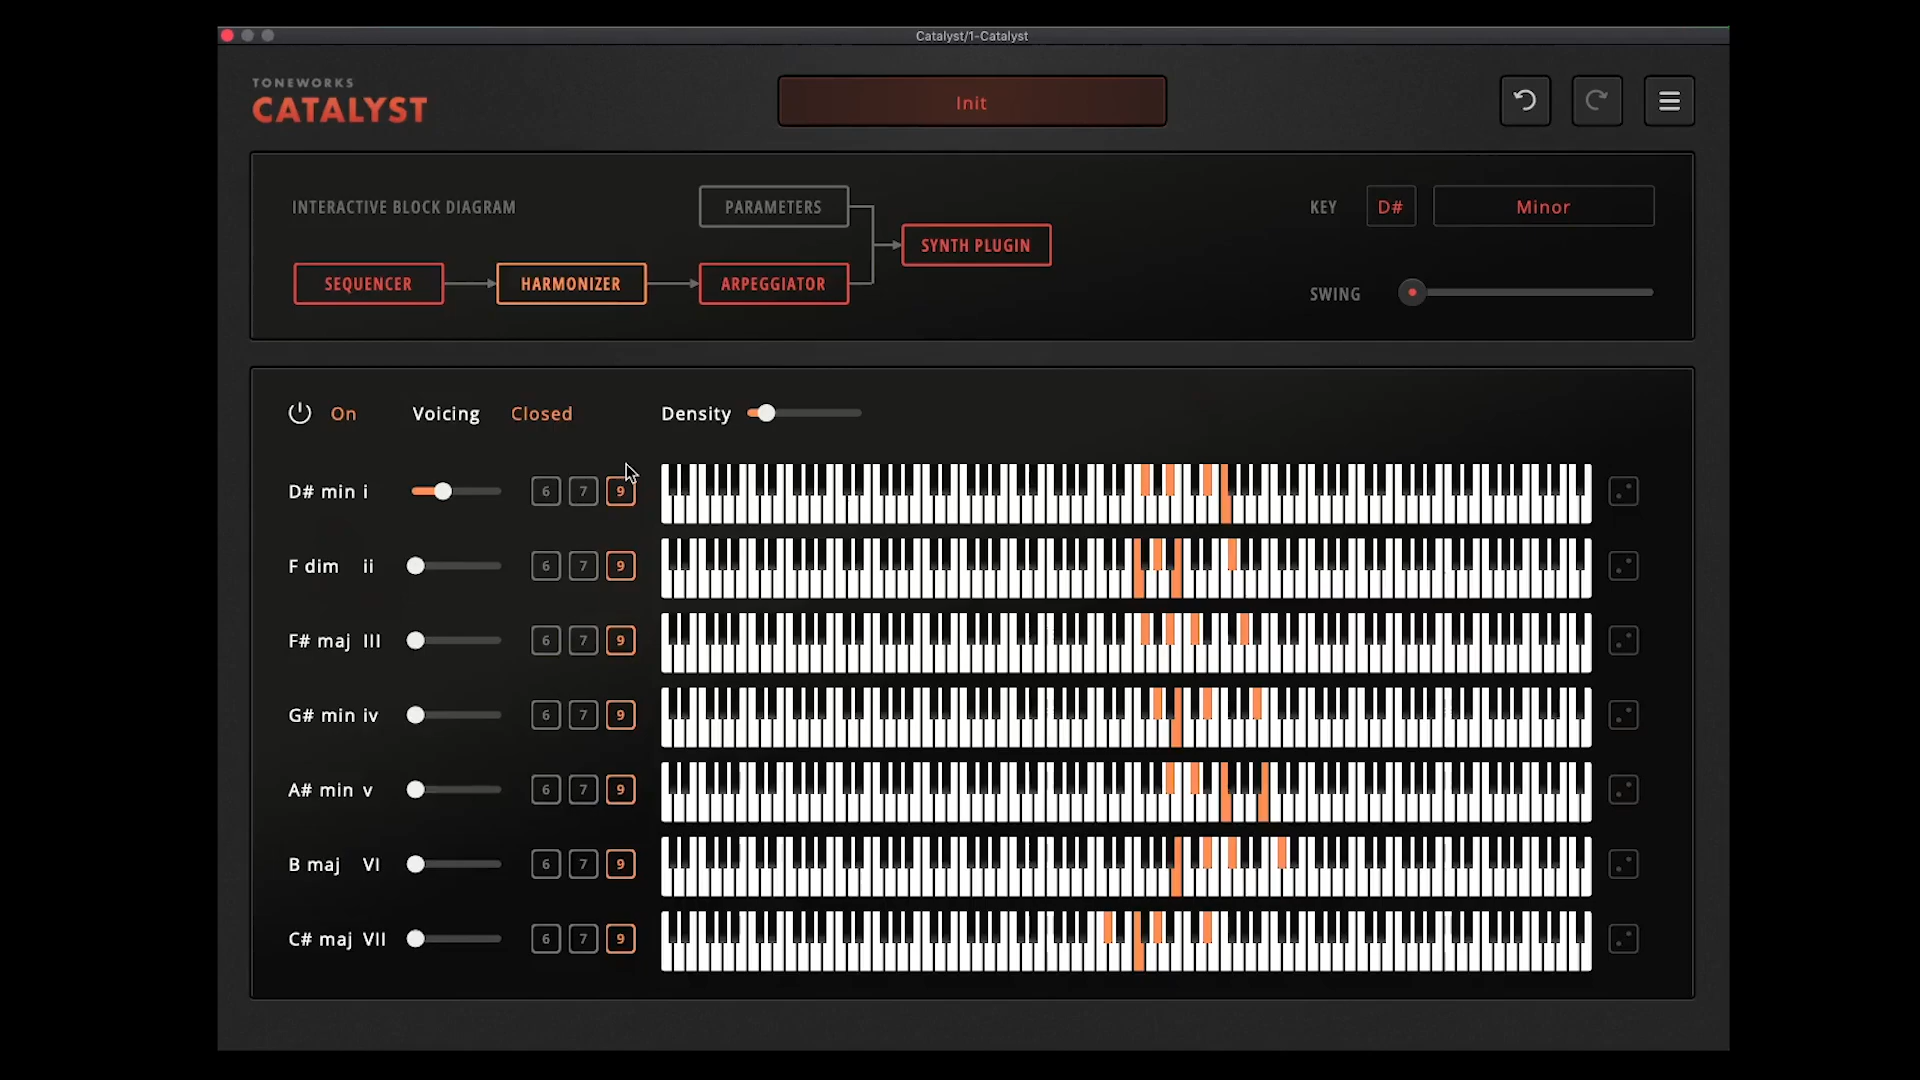 Catalyst/1-Catalyst
TONEWORKS
CATALYST
Init
INTERACTIVE BLOCK DIAGRAM
PARAMETERS
KEY
D#
Minor
SYNTH PLUGIN
SEQUENCER
HARMONIZER
ARPEGGIATOR
SWING
On
Voicing
Closed
Density
D# min i
6 7 9
F dim ii
6 7 9
F# maj III
6 7 9
G# min iv
6 7 9
A# min v
6 7 9
B maj VI
6 7 9
C# maj VII
6 7 9